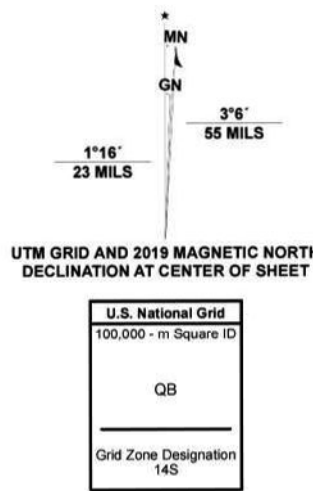 ★
MN
GN
3°6´
55 MILS
1°16´
23 MILS
UTM GRID AND 2019 MAGNETIC NORTH
DECLINATION AT CENTER OF SHEET
U.S. National Grid
100,000 - m Square ID
QB
Grid Zone Designation
14S